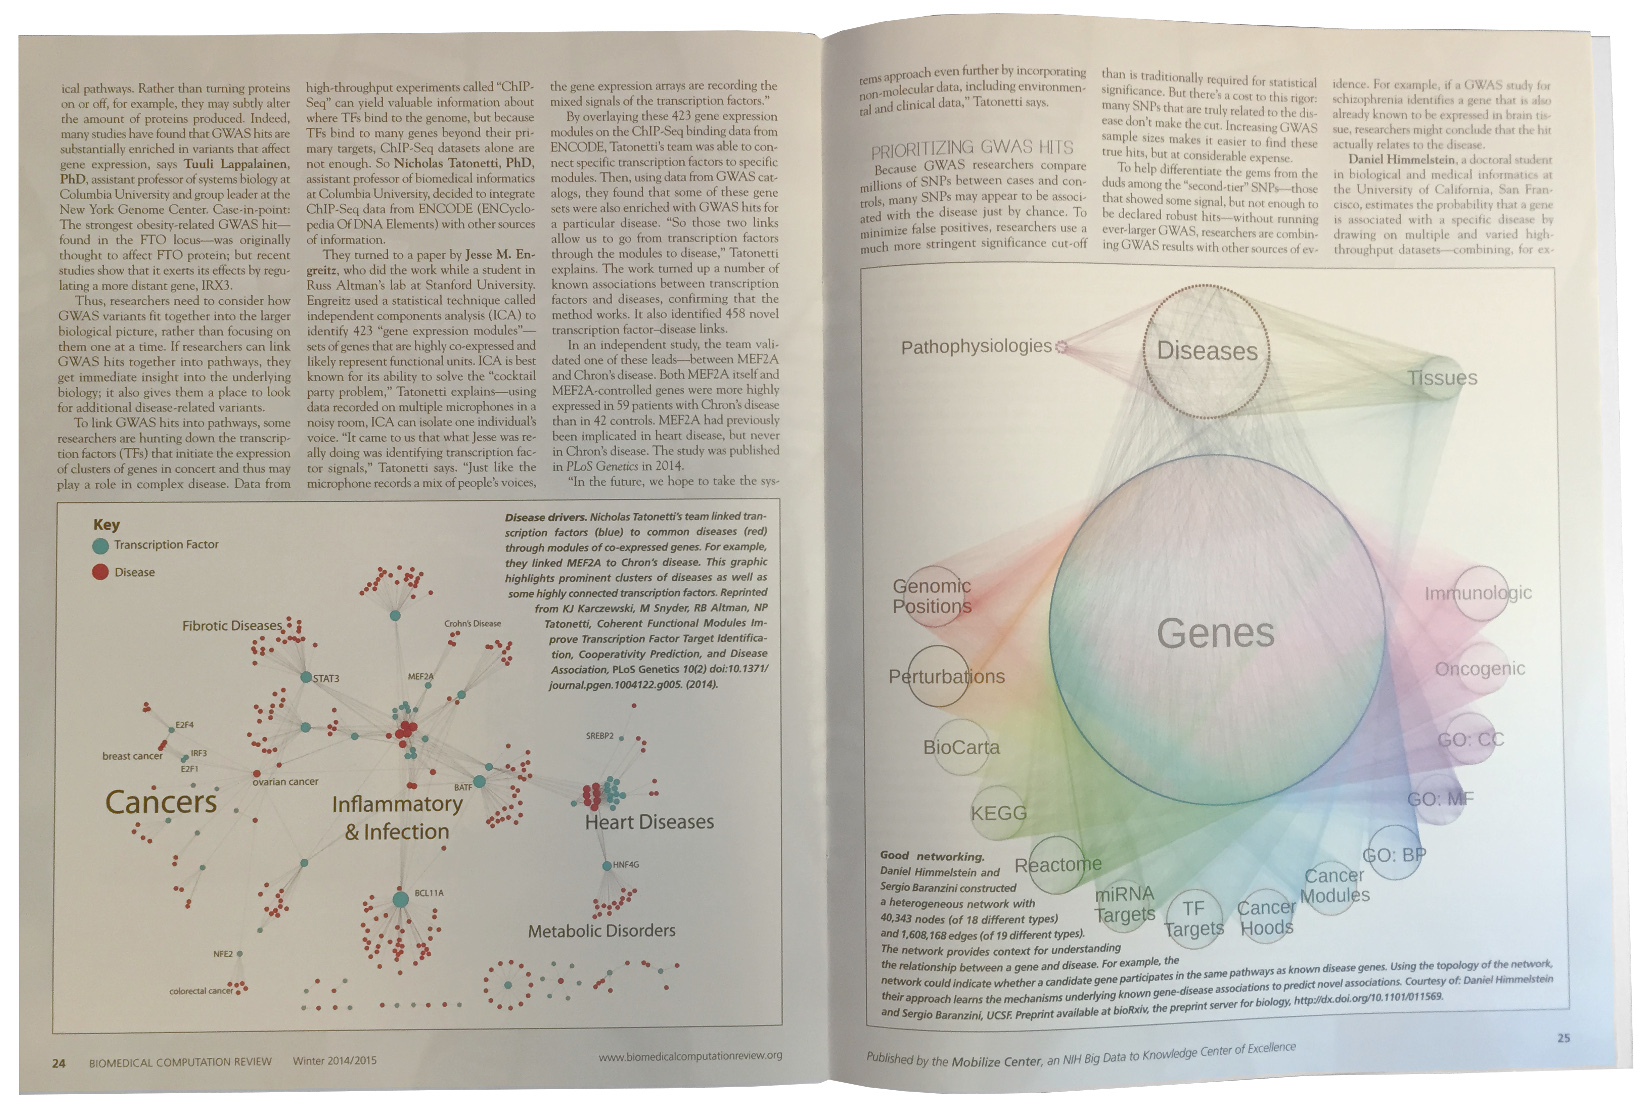 ical pathways. Rather than turning proteins
on or off, for example, they may subtly alter
the amount of proteins produced. Indeed,
many studies have found that GWAS hits are
substantially enriched in variants that affect
gene expression, says Tuuli Lappalainen,
PhD, assistant professor of systems biology at
Columbia University and group leader at the
New York Genome Center. Case-in-point:
The strongest obesity-related GWAS hit—
found in the FTO locus—was originally
thought to affect FTO protein; but recent
studies show that it exerts its effects by regu-
lating a more distant gene, IRX3.
Thus, researchers need to consider how
GWAS variants fit together into the larger
biological picture, rather than focusing on
them one at a time. If researchers can link
GWAS hits together into pathways, they
get immediate insight into the underlying
biology; it also gives them a place to look
for additional disease-related variants.
To link GWAS hits into pathways, some
researchers are hunting down the transcrip-
tion factors (TFs) that initiate the expression
of clusters of genes in concert and thus may
play a role in complex disease. Data from
high-throughput experiments called “ChIP-
Seq” can yield valuable information about
where TFs bind to the genome, but because
TFs bind to many genes beyond their pri-
mary targets, ChIP-Seq datasets alone are
not enough. So Nicholas Tatonetti, PhD,
assistant professor of biomedical informatics
at Columbia University, decided to integrate
ChIP-Seq data from ENCODE (ENCyclo-
pedia Of DNA Elements) with other sources
of information.
They turned to a paper by Jesse M. En-
greitz, who did the work while a student in
Russ Altman’s lab at Stanford University.
Engreitz used a statistical technique called
independent components analysis (ICA) to
identify 423 “gene expression modules”—
sets of genes that are highly co-expressed and
likely represent functional units. ICA is best
known for its ability to solve the “cocktail
party problem,” Tatonetti explains—using
data recorded on multiple microphones in a
noisy room, ICA can isolate one individual’s
voice. “It came to us that what Jesse was re-
ally doing was identifying transcription fac-
tor signals,” Tatonetti says. “Just like the
microphone records a mix of people’s voices,
the gene expression arrays are recording the
mixed signals of the transcription factors.”
By overlaying these 423 gene expression
modules on the ChIP-Seq binding data from
ENCODE, Tatonetti’s team was able to con-
nect specific transcription factors to specific
modules. Then, using data from GWAS cat-
alogs, they found that some of these gene
sets were also enriched with GWAS hits for
a particular disease. “So those two links
allow us to go from transcription factors
through the modules to disease,” Tatonetti
explains. The work turned up a number of
known associations between transcription
factors and diseases, confirming that the
method works. It also identified 458 novel
transcription factor–disease links.
In an independent study, the team vali-
dated one of these leads—between MEF2A
and Chron’s disease. Both MEF2A itself and
MEF2A-controlled genes were more highly
expressed in 59 patients with Chron’s disease
than in 42 controls. MEF2A had previously
been implicated in heart disease, but never
in Chron’s disease. The study was published
in PLoS Genetics in 2014.
“In the future, we hope to take the sys-
Key
Transcription Factor
Disease
Disease drivers. Nicholas Tatonetti’s team linked tran-
scription factors (blue) to common diseases (red)
through modules of co-expressed genes. For example,
they linked MEF2A to Chron’s disease. This graphic
highlights prominent clusters of diseases as well as
some highly connected transcription factors. Reprinted
from KJ Karczewski, M Snyder, RB Altman, NP
Tatonetti, Coherent Functional Modules Im-
prove Transcription Factor Target Identifica-
tion, Cooperativity Prediction, and Disease
Association, PLoS Genetics 10(2) doi:10.1371/
journal.pgen.1004122.g005. (2014).
Fibrotic Diseases
Crohn's Disease
STAT3
MEF2A
E2F4
breast cancer
IRF3
E2F1
SREBP2
ovarian cancer
BATF
Cancers
Inflammatory
& Infection
Heart Diseases
HNF4G
BCL11A
Metabolic Disorders
NFE2
colorectal cancer
24 BIOMEDICAL COMPUTATION REVIEW Winter 2014/2015
www.biomedicalcomputationreview.org
tems approach even further by incorporating
non-molecular data, including environmen-
tal and clinical data,” Tatonetti says.
PRIORITIZING GWAS HITS
Because GWAS researchers compare
millions of SNPs between cases and con-
trols, many SNPs may appear to be associ-
ated with the disease just by chance. To
minimize false positives, researchers use a
much more stringent significance cut-off
than is traditionally required for statistical
significance. But there’s a cost to this rigor:
many SNPs that are truly related to the dis-
ease don’t make the cut. Increasing GWAS
sample sizes makes it easier to find these
true hits, but at considerable expense.
To help differentiate the gems from the
duds among the “second-tier” SNPs—those
that showed some signal, but not enough to
be declared robust hits—without running
ever-larger GWAS, researchers are combin-
ing GWAS results with other sources of ev-
idence. For example, if a GWAS study for
schizophrenia identifies a gene that is also
already known to be expressed in brain tis-
sue, researchers might conclude that the hit
actually relates to the disease.
Daniel Himmelstein, a doctoral student
in biological and medical informatics at
the University of California, San Fran-
cisco, estimates the probability that a gene
is associated with a specific disease by
drawing on multiple and varied high-
throughput datasets—combining, for ex-
Pathophysiologies
Diseases
Tissues
Genomic
Positions
Immunologic
Genes
Perturbations
Oncogenic
BioCarta
GO: CC
KEGG
GO: MF
Reactome
GO: BP
miRNA
Targets
TF
Targets
Cancer
Hoods
Cancer
Modules
Good networking.
Daniel Himmelstein and
Sergio Baranzini constructed
a heterogeneous network with
40,343 nodes (of 18 different types)
and 1,608,168 edges (of 19 different types).
The network provides context for understanding
the relationship between a gene and disease. For example, the
network could indicate whether a candidate gene participates in the same pathways as known disease genes. Using the topology of the network,
their approach learns the mechanisms underlying known gene-disease associations to predict novel associations. Courtesy of: Daniel Himmelstein
and Sergio Baranzini, UCSF. Preprint available at bioRxiv, the preprint server for biology, http://dx.doi.org/10.1101/011569.
Published by the Mobilize Center, an NIH Big Data to Knowledge Center of Excellence
25